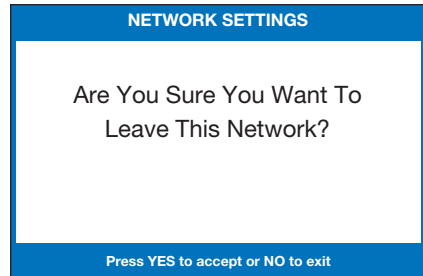 NETWORK SETTINGS
Are You Sure You Want To
Leave This Network?
Press YES to accept or NO to exit